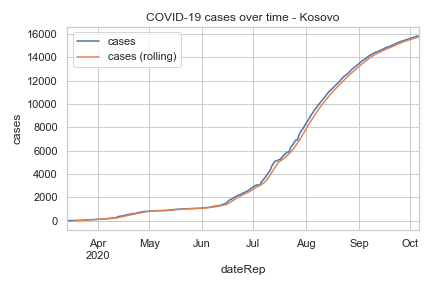 COVID-19 cases over time - Kosovo
cases
cases (rolling)
16000
14000
12000
10000
8000
6000
4000
2000
0
cases
Apr May Jun Jul Aug Sep Oct
2020
dateRep